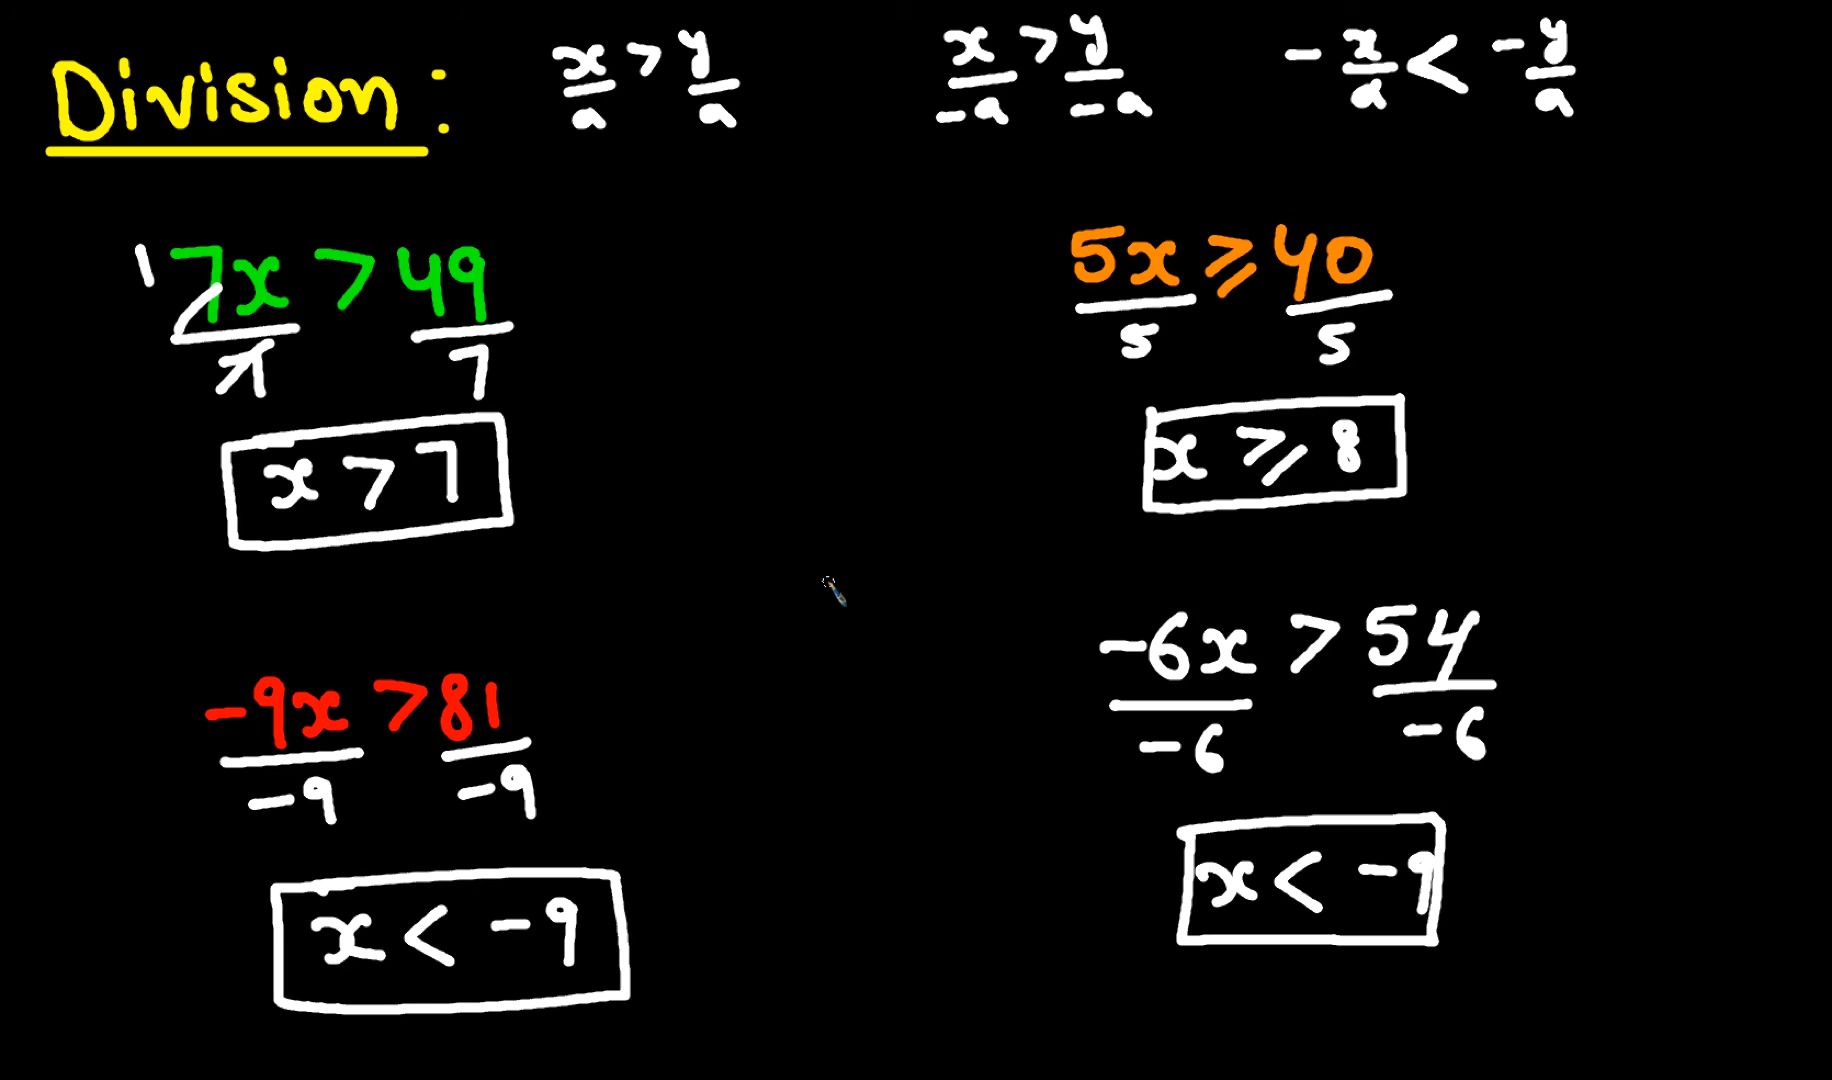 Division: x/a > y/a x/-a > y/-a -x/a < -y/a
1 7x/7 > 49/7
x > 7
5x/5 ≥ 40/5
x ≥ 8
-9x/-9 > 81/-9
x < -9
-6x/-6 > 54/-6
x < -9